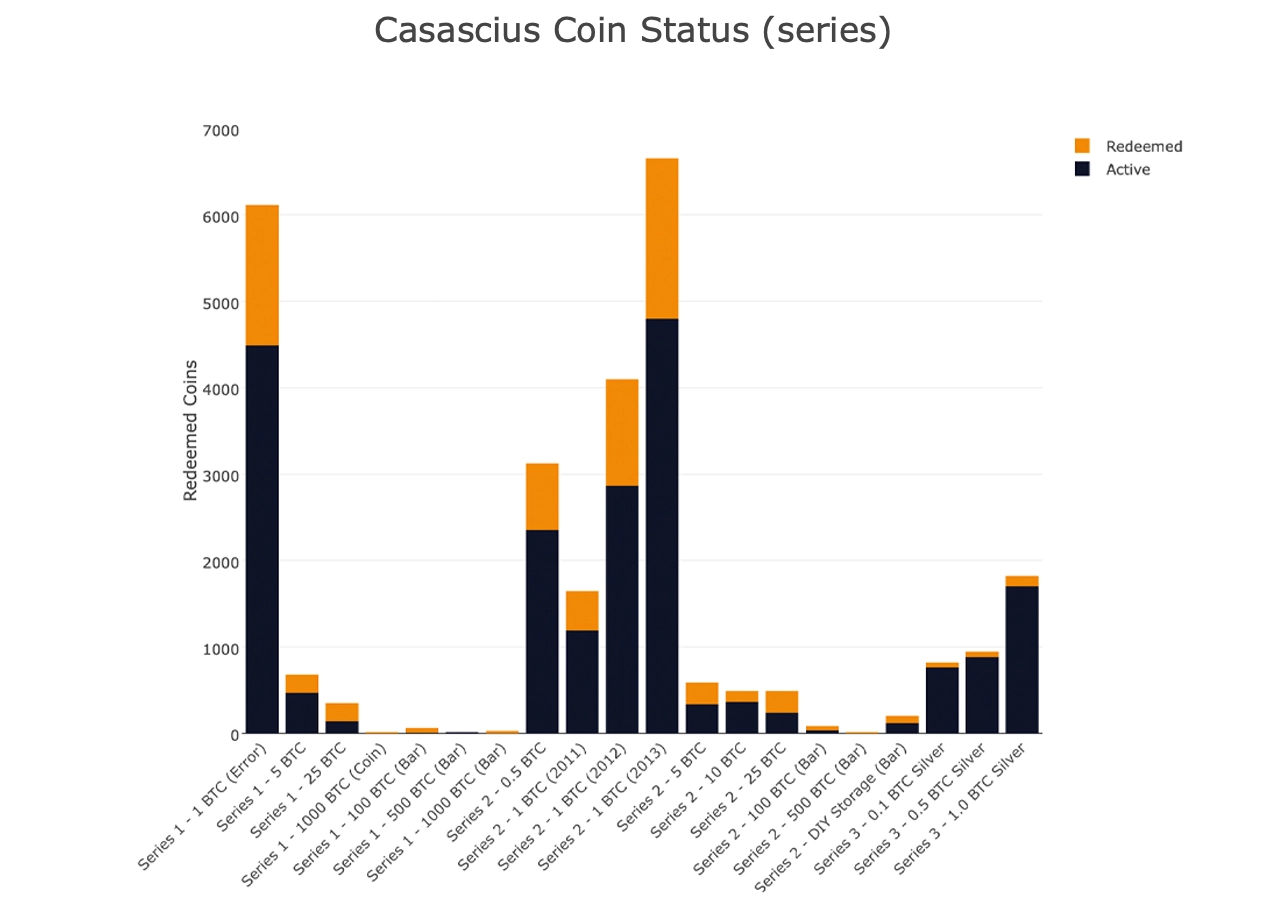 Casascius Coin Status (series)
7000
6000
5000
4000
3000
2000
1000
0
Redeemed Coins
Redeemed
Active
Series 1 - 1 BTC (Error)
Series 1 - 5 BTC
Series 1 - 25 BTC
Series 1 - 1000 BTC (Coin)
Series 1 - 100 BTC (Bar)
Series 1 - 500 BTC (Bar)
Series 1 - 1000 BTC (Bar)
Series 2 - 0.5 BTC
Series 2 - 1 BTC (2011)
Series 2 - 1 BTC (2012)
Series 2 - 1 BTC (2013)
Series 2 - 5 BTC
Series 2 - 10 BTC
Series 2 - 25 BTC
Series 2 - 100 BTC (Bar)
Series 2 - 500 BTC (Bar)
Series 2 - DIY Storage (Bar)
Series 3 - 0.1 BTC Silver
Series 3 - 0.5 BTC Silver
Series 3 - 1.0 BTC Silver